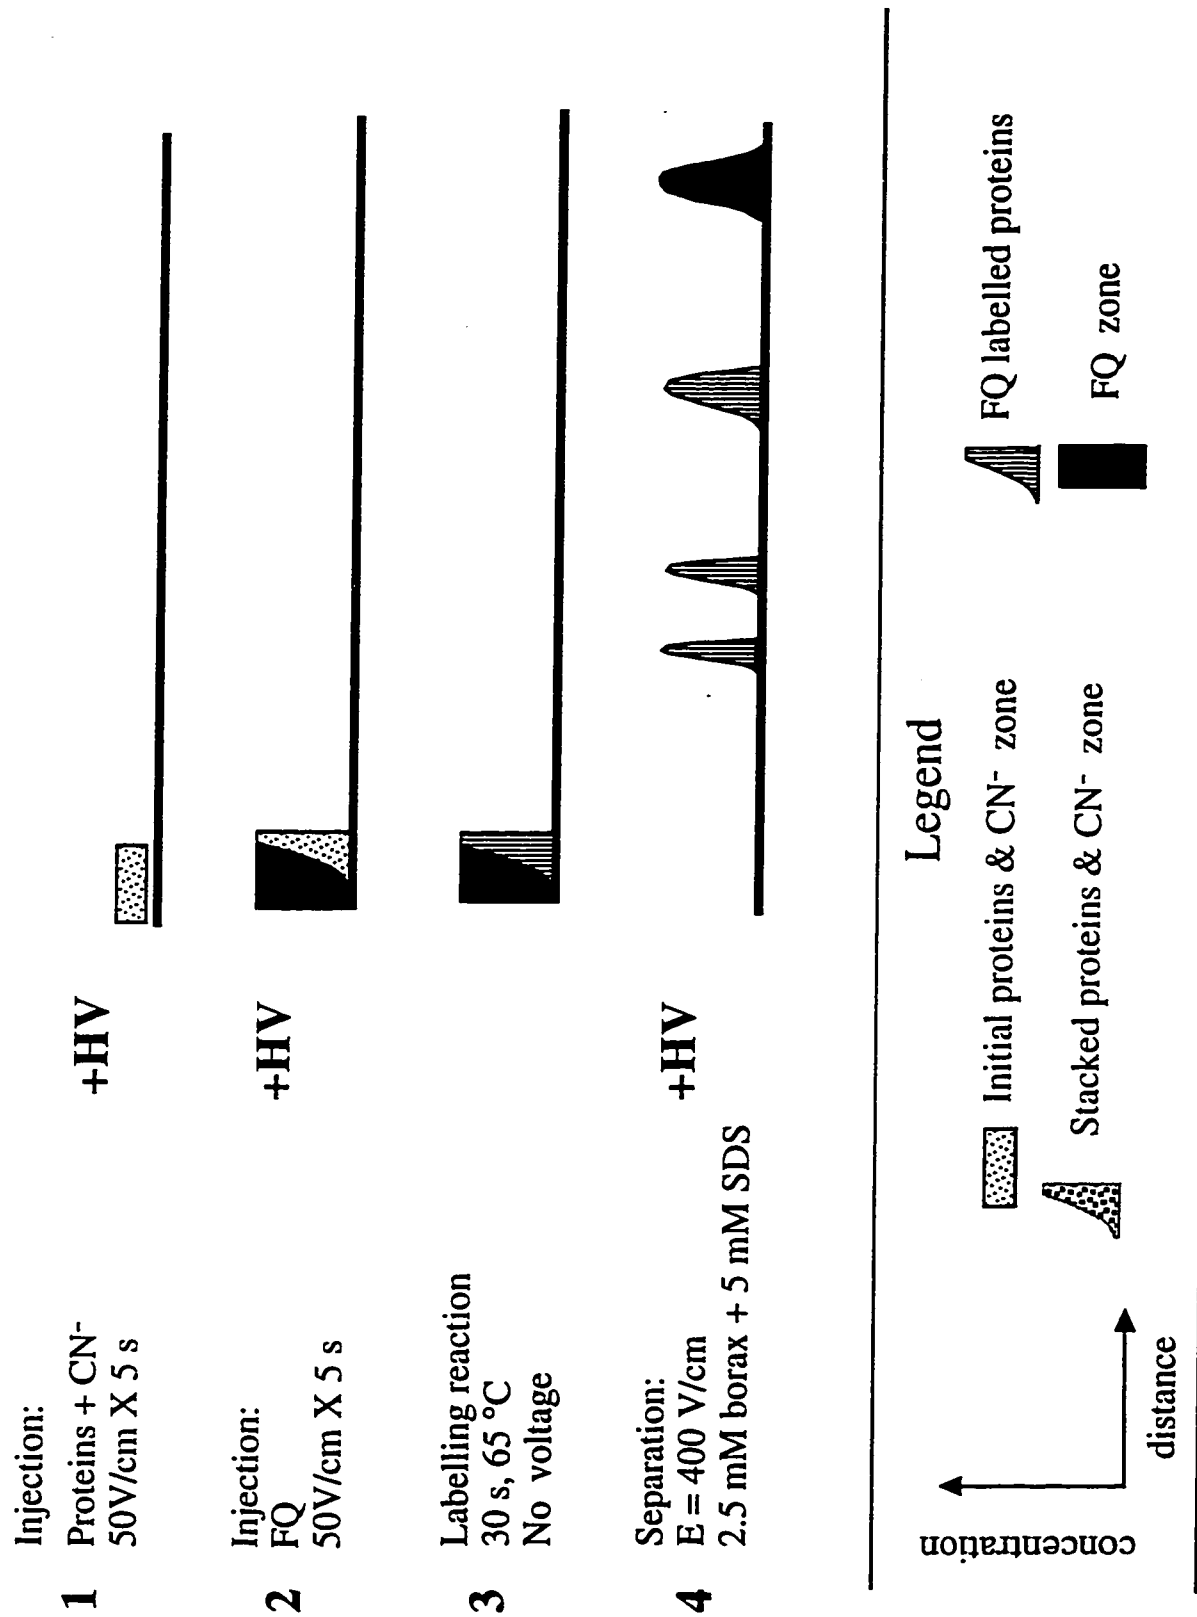 Injection:
1 Proteins + CN- +HV
50V/cm X 5 s
Injection:
2 FQ +HV
50V/cm X 5 s
Labelling reaction
3 30 s, 65 °C
No voltage
Separation:
4 E = 400 V/cm +HV
2.5 mM borax + 5 mM SDS
Legend
concentration
distance
Initial proteins & CN- zone
Stacked proteins & CN- zone
FQ labelled proteins
FQ zone